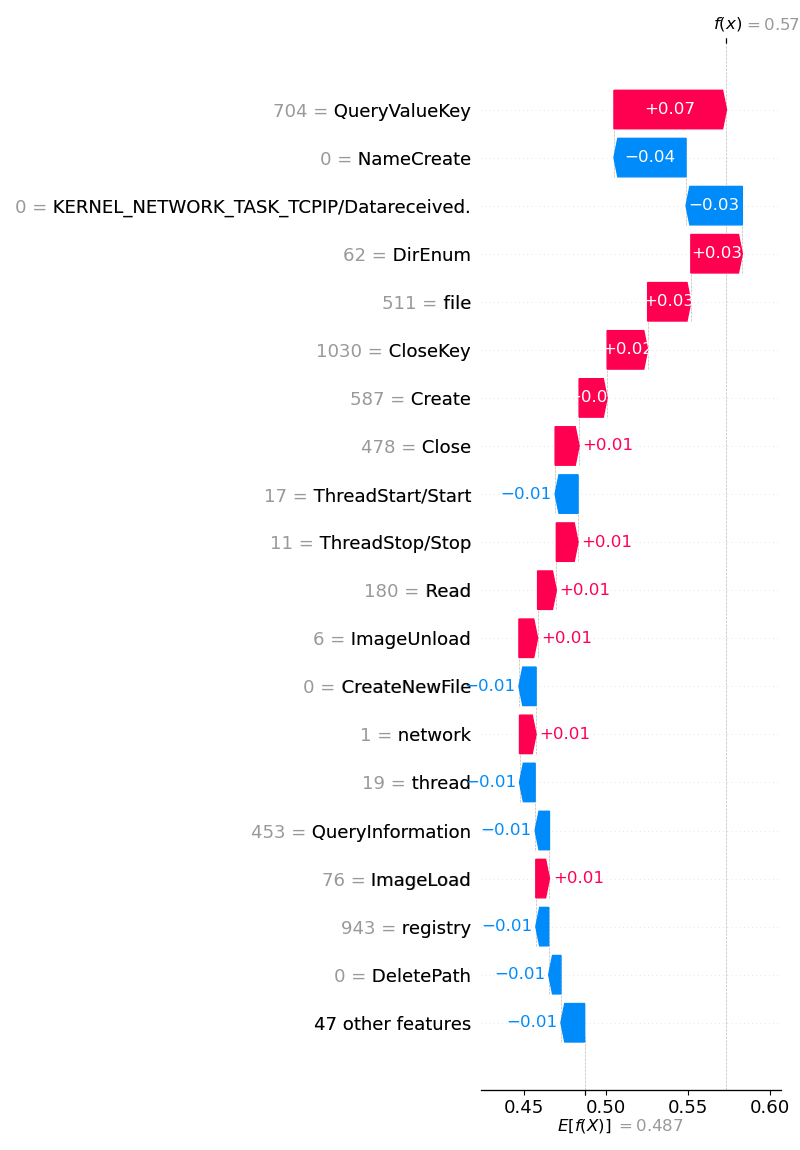 f(x) = 0.57
704 = QueryValueKey +0.07
0 = NameCreate −0.04
0 = KERNEL_NETWORK_TASK_TCPIP/Datareceived. −0.03
62 = DirEnum +0.03
511 = file +0.03
1030 = CloseKey +0.02
587 = Create
478 = Close +0.01
17 = ThreadStart/Start −0.01
11 = ThreadStop/Stop +0.01
180 = Read +0.01
6 = ImageUnload +0.01
0 = CreateNewFile −0.01
1 = network +0.01
19 = thread −0.01
453 = QueryInformation −0.01
76 = ImageLoad +0.01
943 = registry −0.01
0 = DeletePath −0.01
47 other features −0.01
0.45 0.50 0.55 0.60
E[f(X)] = 0.487